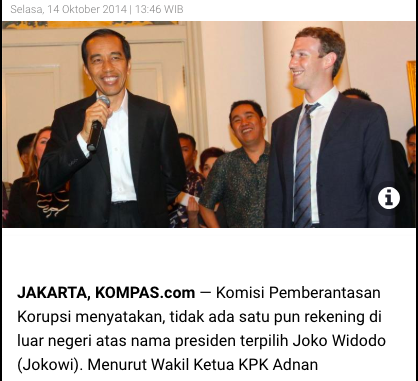 Selasa, 14 Oktober 2014 | 13:46 WIB
JAKARTA, KOMPAS.com — Komisi Pemberantasan
Korupsi menyatakan, tidak ada satu pun rekening di
luar negeri atas nama presiden terpilih Joko Widodo
(Jokowi). Menurut Wakil Ketua KPK Adnan